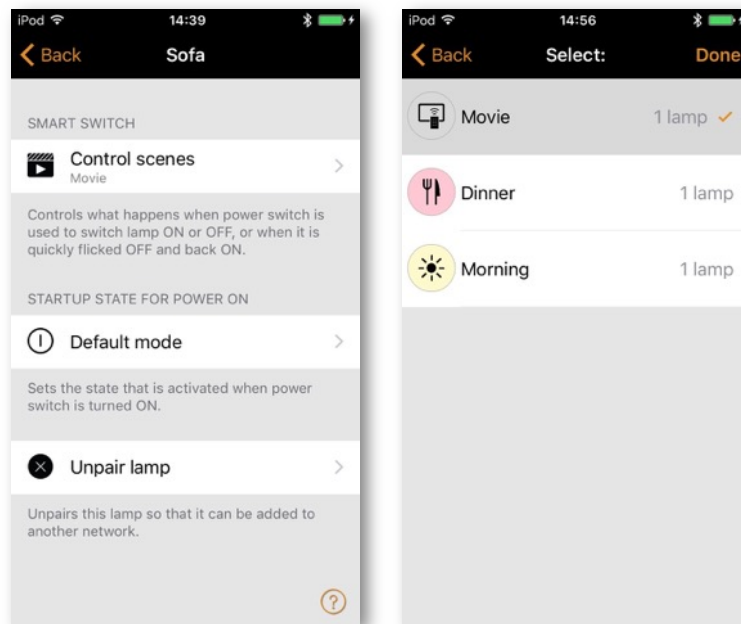 iPod 14:39
Back Sofa
SMART SWITCH
Control scenes
Movie
Controls what happens when power switch is
used to switch lamp ON or OFF, or when it is
quickly flicked OFF and back ON.
STARTUP STATE FOR POWER ON
Default mode
Sets the state that is activated when power
switch is turned ON.
Unpair lamp
Unpairs this lamp so that it can be added to
another network.
?
iPod 14:56
Back Select: Done
Movie 1 lamp
Dinner 1 lamp
Morning 1 lamp